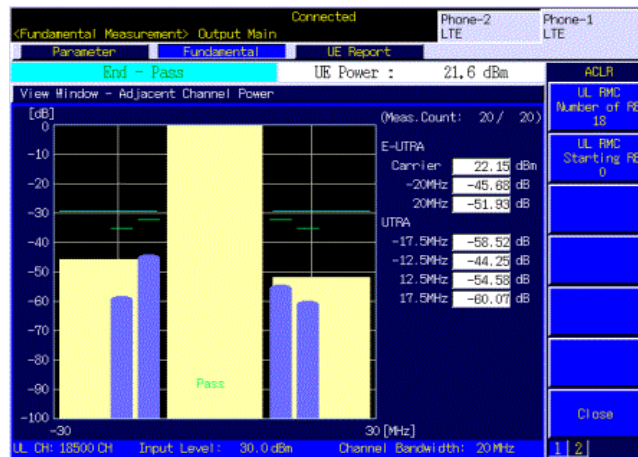 Connected
<Fundamental Measurement> Output Main
Phone-2
LTE
Phone-1
LTE
Parameter
Fundamental
UE Report
End - Pass
UE Power : 21.6 dBm
View Window - Adjacent Channel Power
[dB]
0
-10
-20
-30
-40
-50
-60
-70
-80
-90
-100
-30
30 [MHz]
Pass
(Meas.Count: 20/ 20)
E-UTRA
Carrier 22.15 dBm
-20MHz -45.68 dB
20MHz -51.93 dB
UTRA
-17.5MHz -58.52 dB
-12.5MHz -44.25 dB
12.5MHz -54.58 dB
17.5MHz -60.07 dB
UL CH: 18500 CH Input Level: 30.0 dBm Channel Bandwidth: 20 MHz
ACLR
UL RMC
Number of RB
18
UL RMC
Starting RB
0
Close
1 2